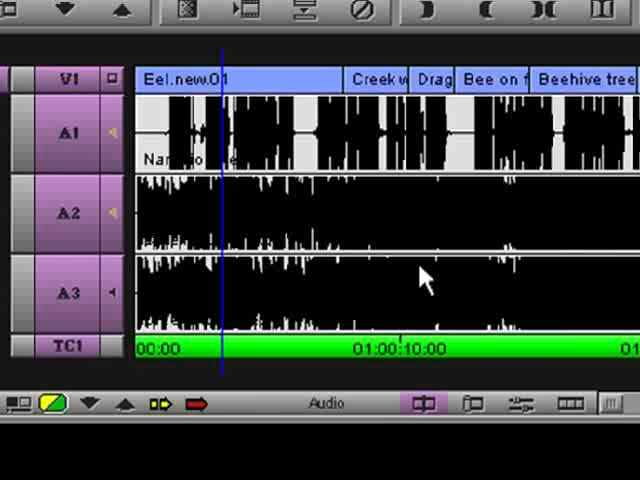 V1
Eel.new.01 Creek w Drag Bee on f Beehive tree
A1
A2
A3
TC1
00:00 01:00:10:00 01
Audio